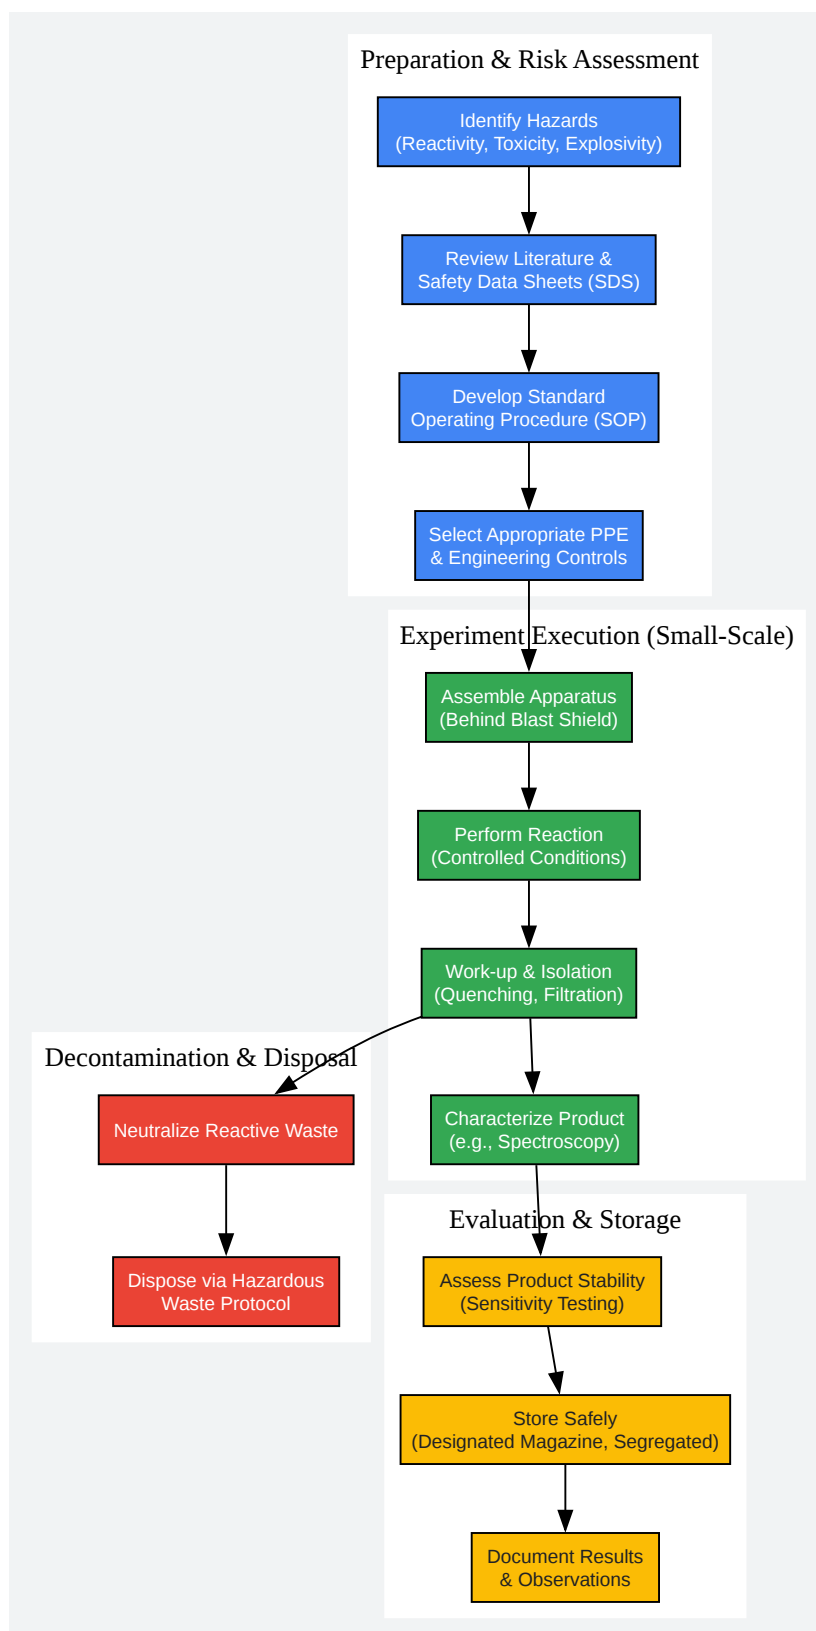 Preparation & Risk Assessment
Identify Hazards
(Reactivity, Toxicity, Explosivity)
Review Literature &
Safety Data Sheets (SDS)
Develop Standard
Operating Procedure (SOP)
Select Appropriate PPE
& Engineering Controls
Experiment Execution (Small-Scale)
Assemble Apparatus
(Behind Blast Shield)
Perform Reaction
(Controlled Conditions)
Work-up & Isolation
(Quenching, Filtration)
Decontamination & Disposal
Neutralize Reactive Waste
Dispose via Hazardous
Waste Protocol
Characterize Product
(e.g., Spectroscopy)
Evaluation & Storage
Assess Product Stability
(Sensitivity Testing)
Store Safely
(Designated Magazine, Segregated)
Document Results
& Observations